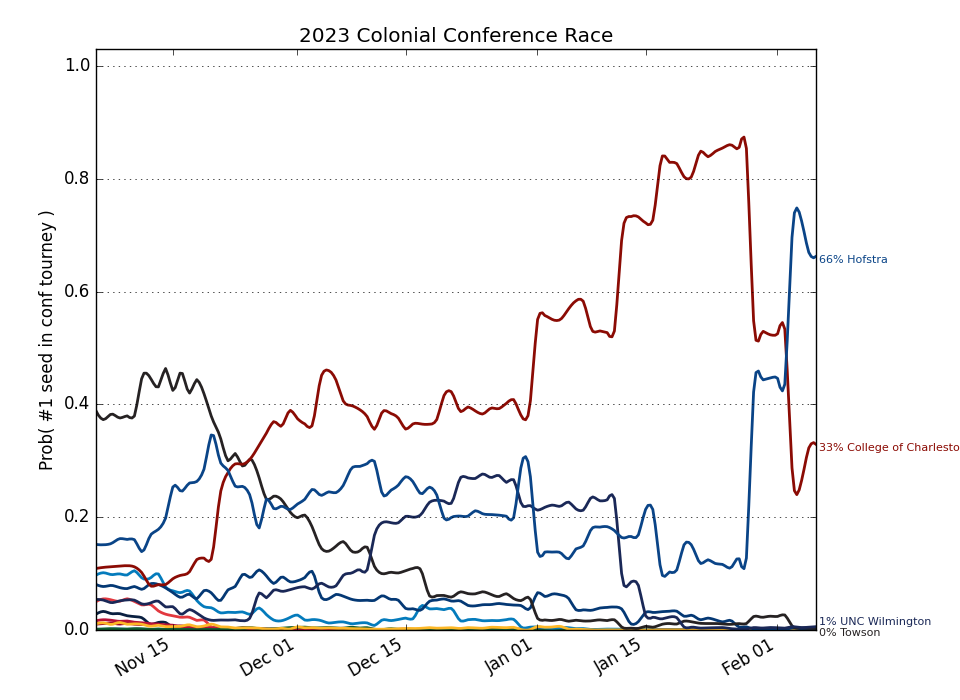 2023 Colonial Conference Race
Prob( #1 seed in conf tourney )
1.0
0.8
0.6
0.4
0.2
0.0
Nov 15
Dec 01
Dec 15
Jan 01
Jan 15
Feb 01
66% Hofstra
33% College of Charlesto
1% UNC Wilmington
0% Towson